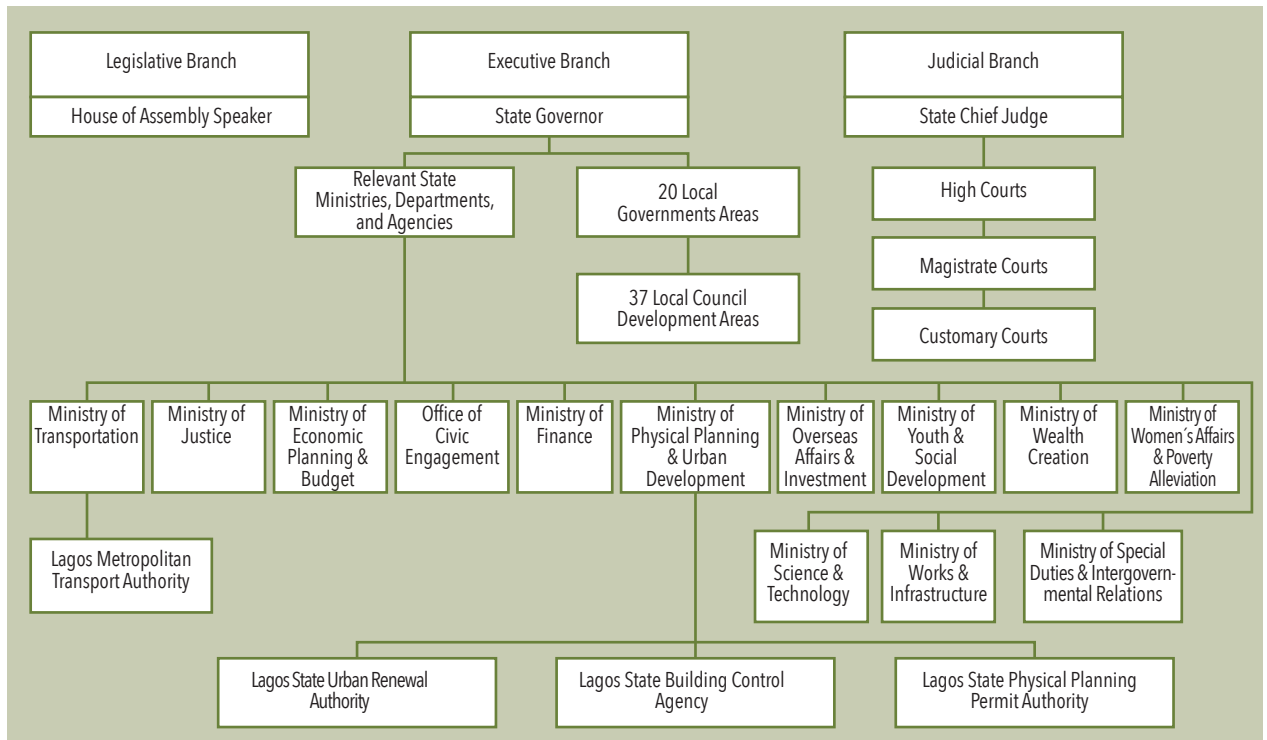 Legislative Branch
House of Assembly Speaker
Executive Branch
State Governor
Judicial Branch
State Chief Judge
Relevant State
Ministries, Departments,
and Agencies
20 Local
Governments Areas
37 Local Council
Development Areas
High Courts
Magistrate Courts
Customary Courts
Ministry of
Transportation
Ministry of
Justice
Ministry of
Economic
Planning &
Budget
Office of
Civic
Engagement
Ministry of
Finance
Ministry of
Physical Planning
& Urban
Development
Ministry of
Overseas
Affairs &
Investment
Ministry of
Youth &
Social
Development
Ministry of
Wealth
Creation
Ministry of
Women´s Affairs
& Poverty
Alleviation
Lagos Metropolitan
Transport Authority
Ministry of
Science &
Technology
Ministry of
Works &
Infrastructure
Ministry of Special
Duties & Intergovern-
mental Relations
Lagos State Urban Renewal
Authority
Lagos State Building Control
Agency
Lagos State Physical Planning
Permit Authority